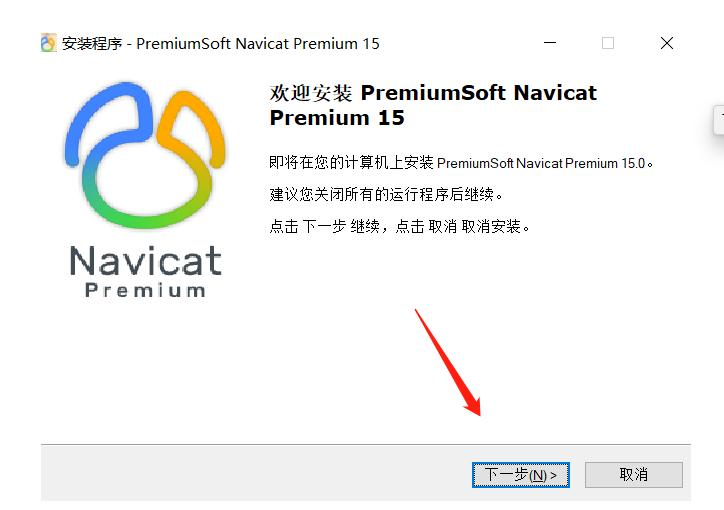 安装程序 - PremiumSoft Navicat Premium 15
欢迎安装 PremiumSoft Navicat
Premium 15
即将在您的计算机上安装 PremiumSoft Navicat Premium 15.0。
建议您关闭所有的运行程序后继续。
点击 下一步 继续，点击 取消 取消安装。
Navicat
Premium
下一步(N) >
取消